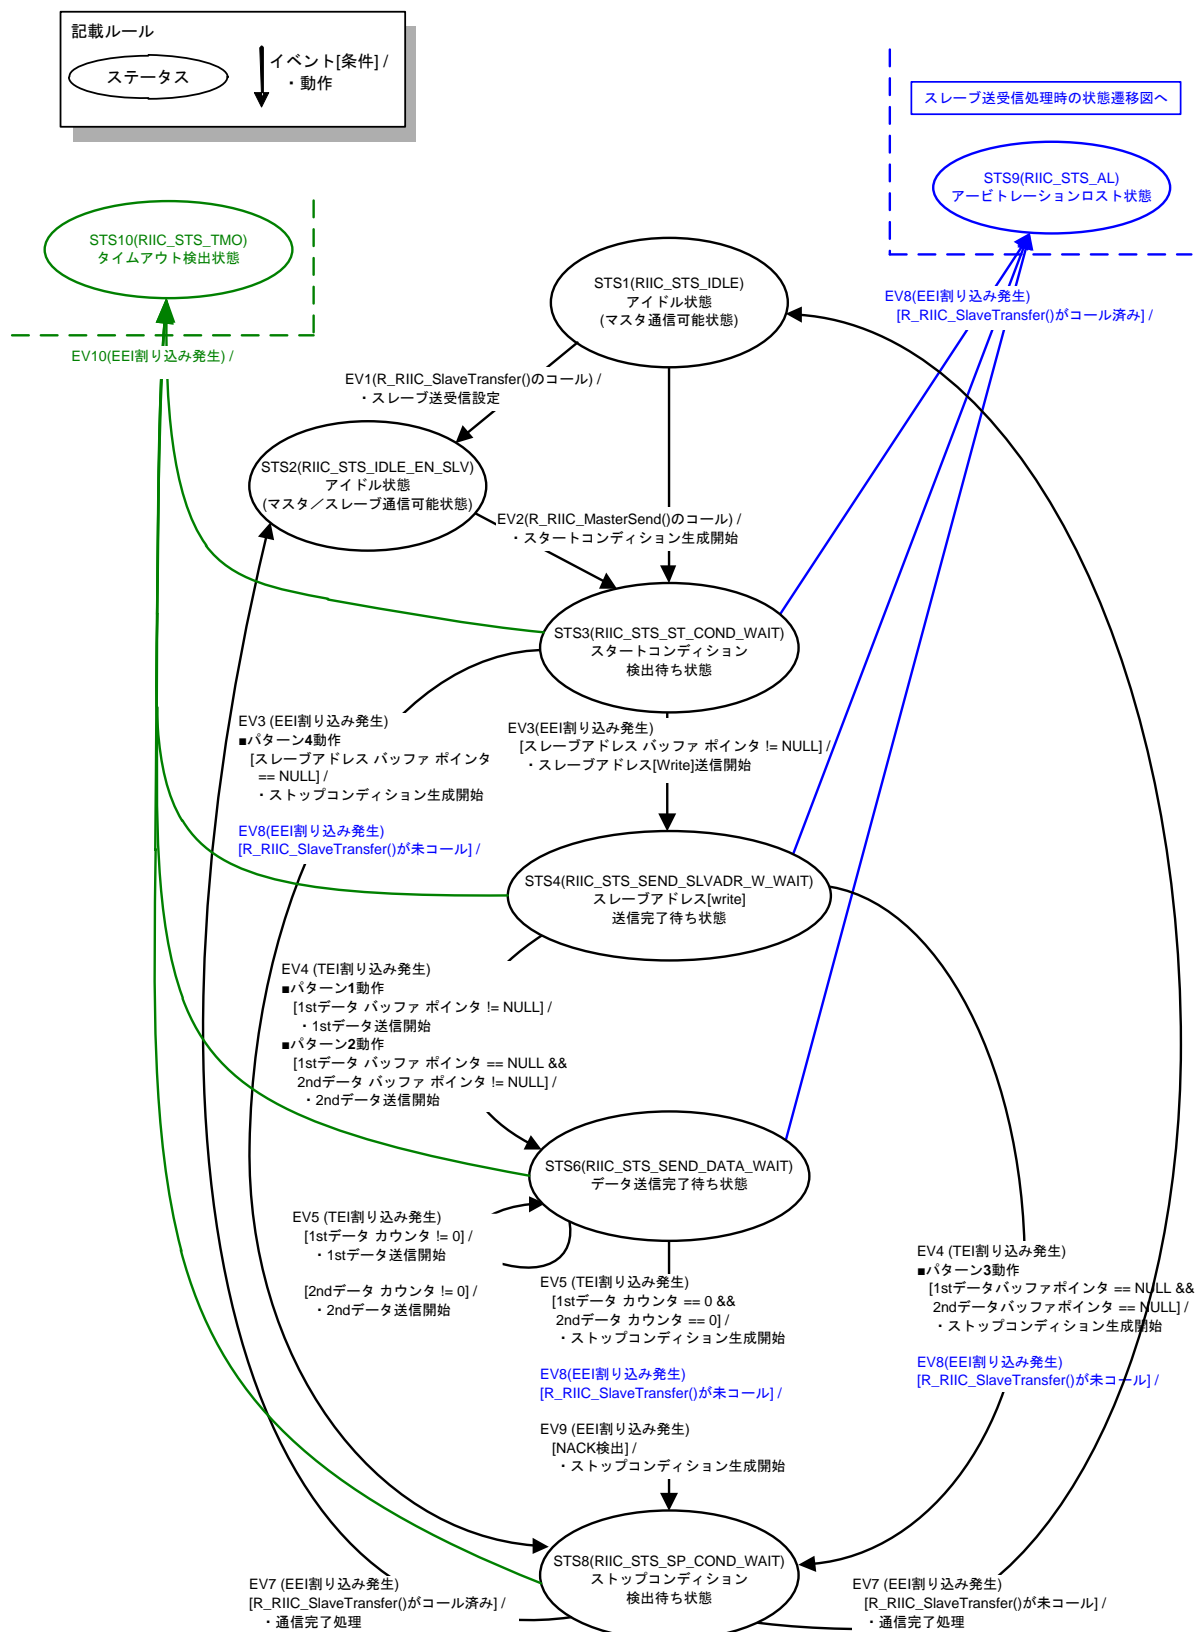 記載ルール
ステータス
イベント[条件] /
・動作
スレーブ送受信処理時の状態遷移図へ
STS9(RIIC_STS_AL)
アービトレーションロスト状態
STS10(RIIC_STS_TMO)
タイムアウト検出状態
STS1(RIIC_STS_IDLE)
アイドル状態
(マスタ通信可能状態)
EV8(EEI割り込み発生)
[R_RIIC_SlaveTransfer()がコール済み] /
EV10(EEI割り込み発生) /
EV1(R_RIIC_SlaveTransfer()のコール) /
・スレーブ送受信設定
STS2(RIIC_STS_IDLE_EN_SLV)
アイドル状態
(マスタ／スレーブ通信可能状態)
EV2(R_RIIC_MasterSend()のコール) /
・スタートコンディション生成開始
STS3(RIIC_STS_ST_COND_WAIT)
スタートコンディション
検出待ち状態
EV3 (EEI割り込み発生)
■パターン4動作
[スレーブアドレス バッファ ポインタ
== NULL] /
・ストップコンディション生成開始
EV3(EEI割り込み発生)
[スレーブアドレス バッファ ポインタ != NULL] /
・スレーブアドレス[Write]送信開始
EV8(EEI割り込み発生)
[R_RIIC_SlaveTransfer()が未コール] /
STS4(RIIC_STS_SEND_SLVADR_W_WAIT)
スレーブアドレス[write]
送信完了待ち状態
EV4 (TEI割り込み発生)
■パターン1動作
[1stデータ バッファ ポインタ != NULL] /
・1stデータ送信開始
■パターン2動作
[1stデータ バッファ ポインタ == NULL &&
2ndデータ バッファ ポインタ != NULL] /
・2ndデータ送信開始
STS6(RIIC_STS_SEND_DATA_WAIT)
データ送信完了待ち状態
EV5 (TEI割り込み発生)
[1stデータ カウンタ != 0] /
・1stデータ送信開始
[2ndデータ カウンタ != 0] /
・2ndデータ送信開始
EV5 (TEI割り込み発生)
[1stデータ カウンタ == 0 &&
2ndデータ カウンタ == 0] /
・ストップコンディション生成開始
EV4 (TEI割り込み発生)
■パターン3動作
[1stデータバッファポインタ == NULL &&
2ndデータバッファポインタ == NULL] /
・ストップコンディション生成開始
EV8(EEI割り込み発生)
[R_RIIC_SlaveTransfer()が未コール] /
EV8(EEI割り込み発生)
[R_RIIC_SlaveTransfer()が未コール] /
EV9 (EEI割り込み発生)
[NACK検出] /
・ストップコンディション生成開始
STS8(RIIC_STS_SP_COND_WAIT)
ストップコンディション
検出待ち状態
EV7 (EEI割り込み発生)
[R_RIIC_SlaveTransfer()がコール済み] /
・通信完了処理
EV7 (EEI割り込み発生)
[R_RIIC_SlaveTransfer()が未コール] /
・通信完了処理